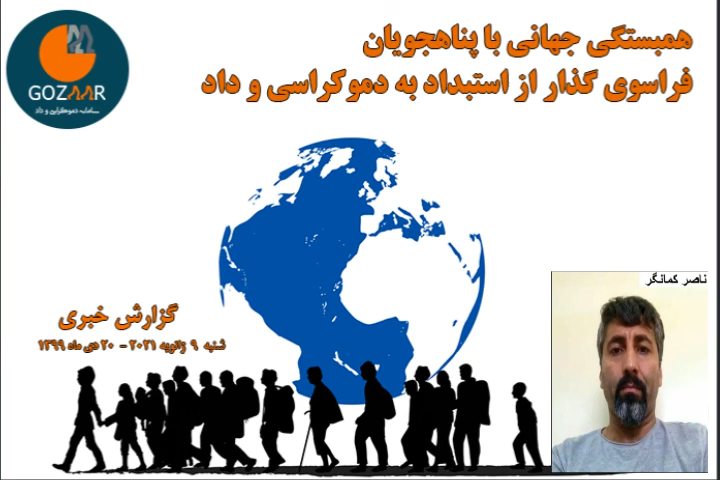 همبستگی جهانی با پناهجویان
فراسوی گذار از استبداد به دموکراسی و داد
GOZAAR
سامانه دموکراسی و داد
ناصر کمانگر
گزارش خبری
شنبه ۹ ژانویه ۲۰۲۱ - ۲۰ دی ماه ۱۳۹۹